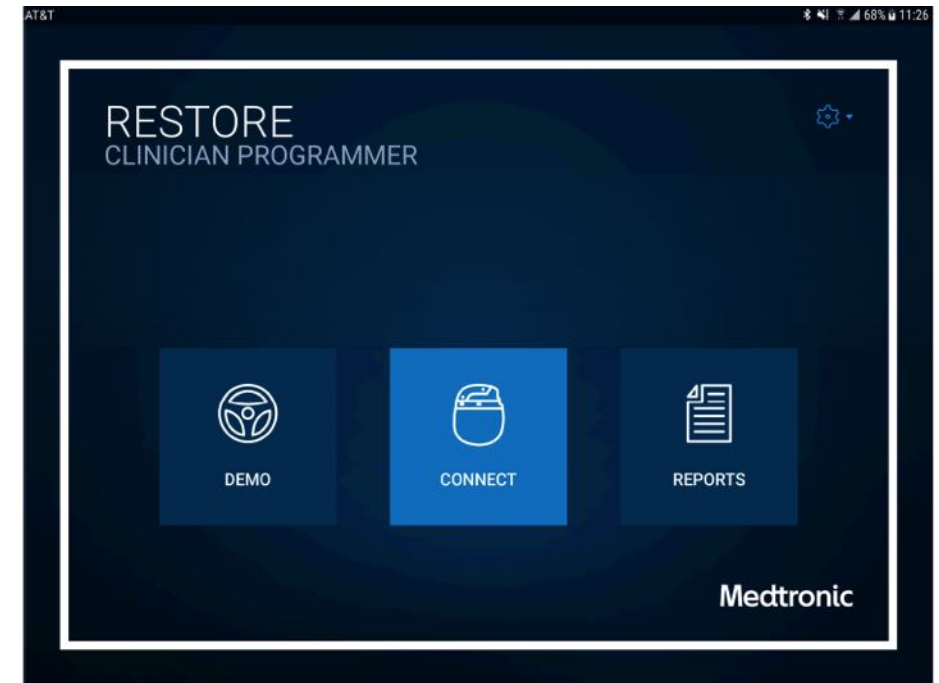 AT&T 68% 11:26
RESTORE
CLINICIAN PROGRAMMER
DEMO CONNECT REPORTS
Medtronic